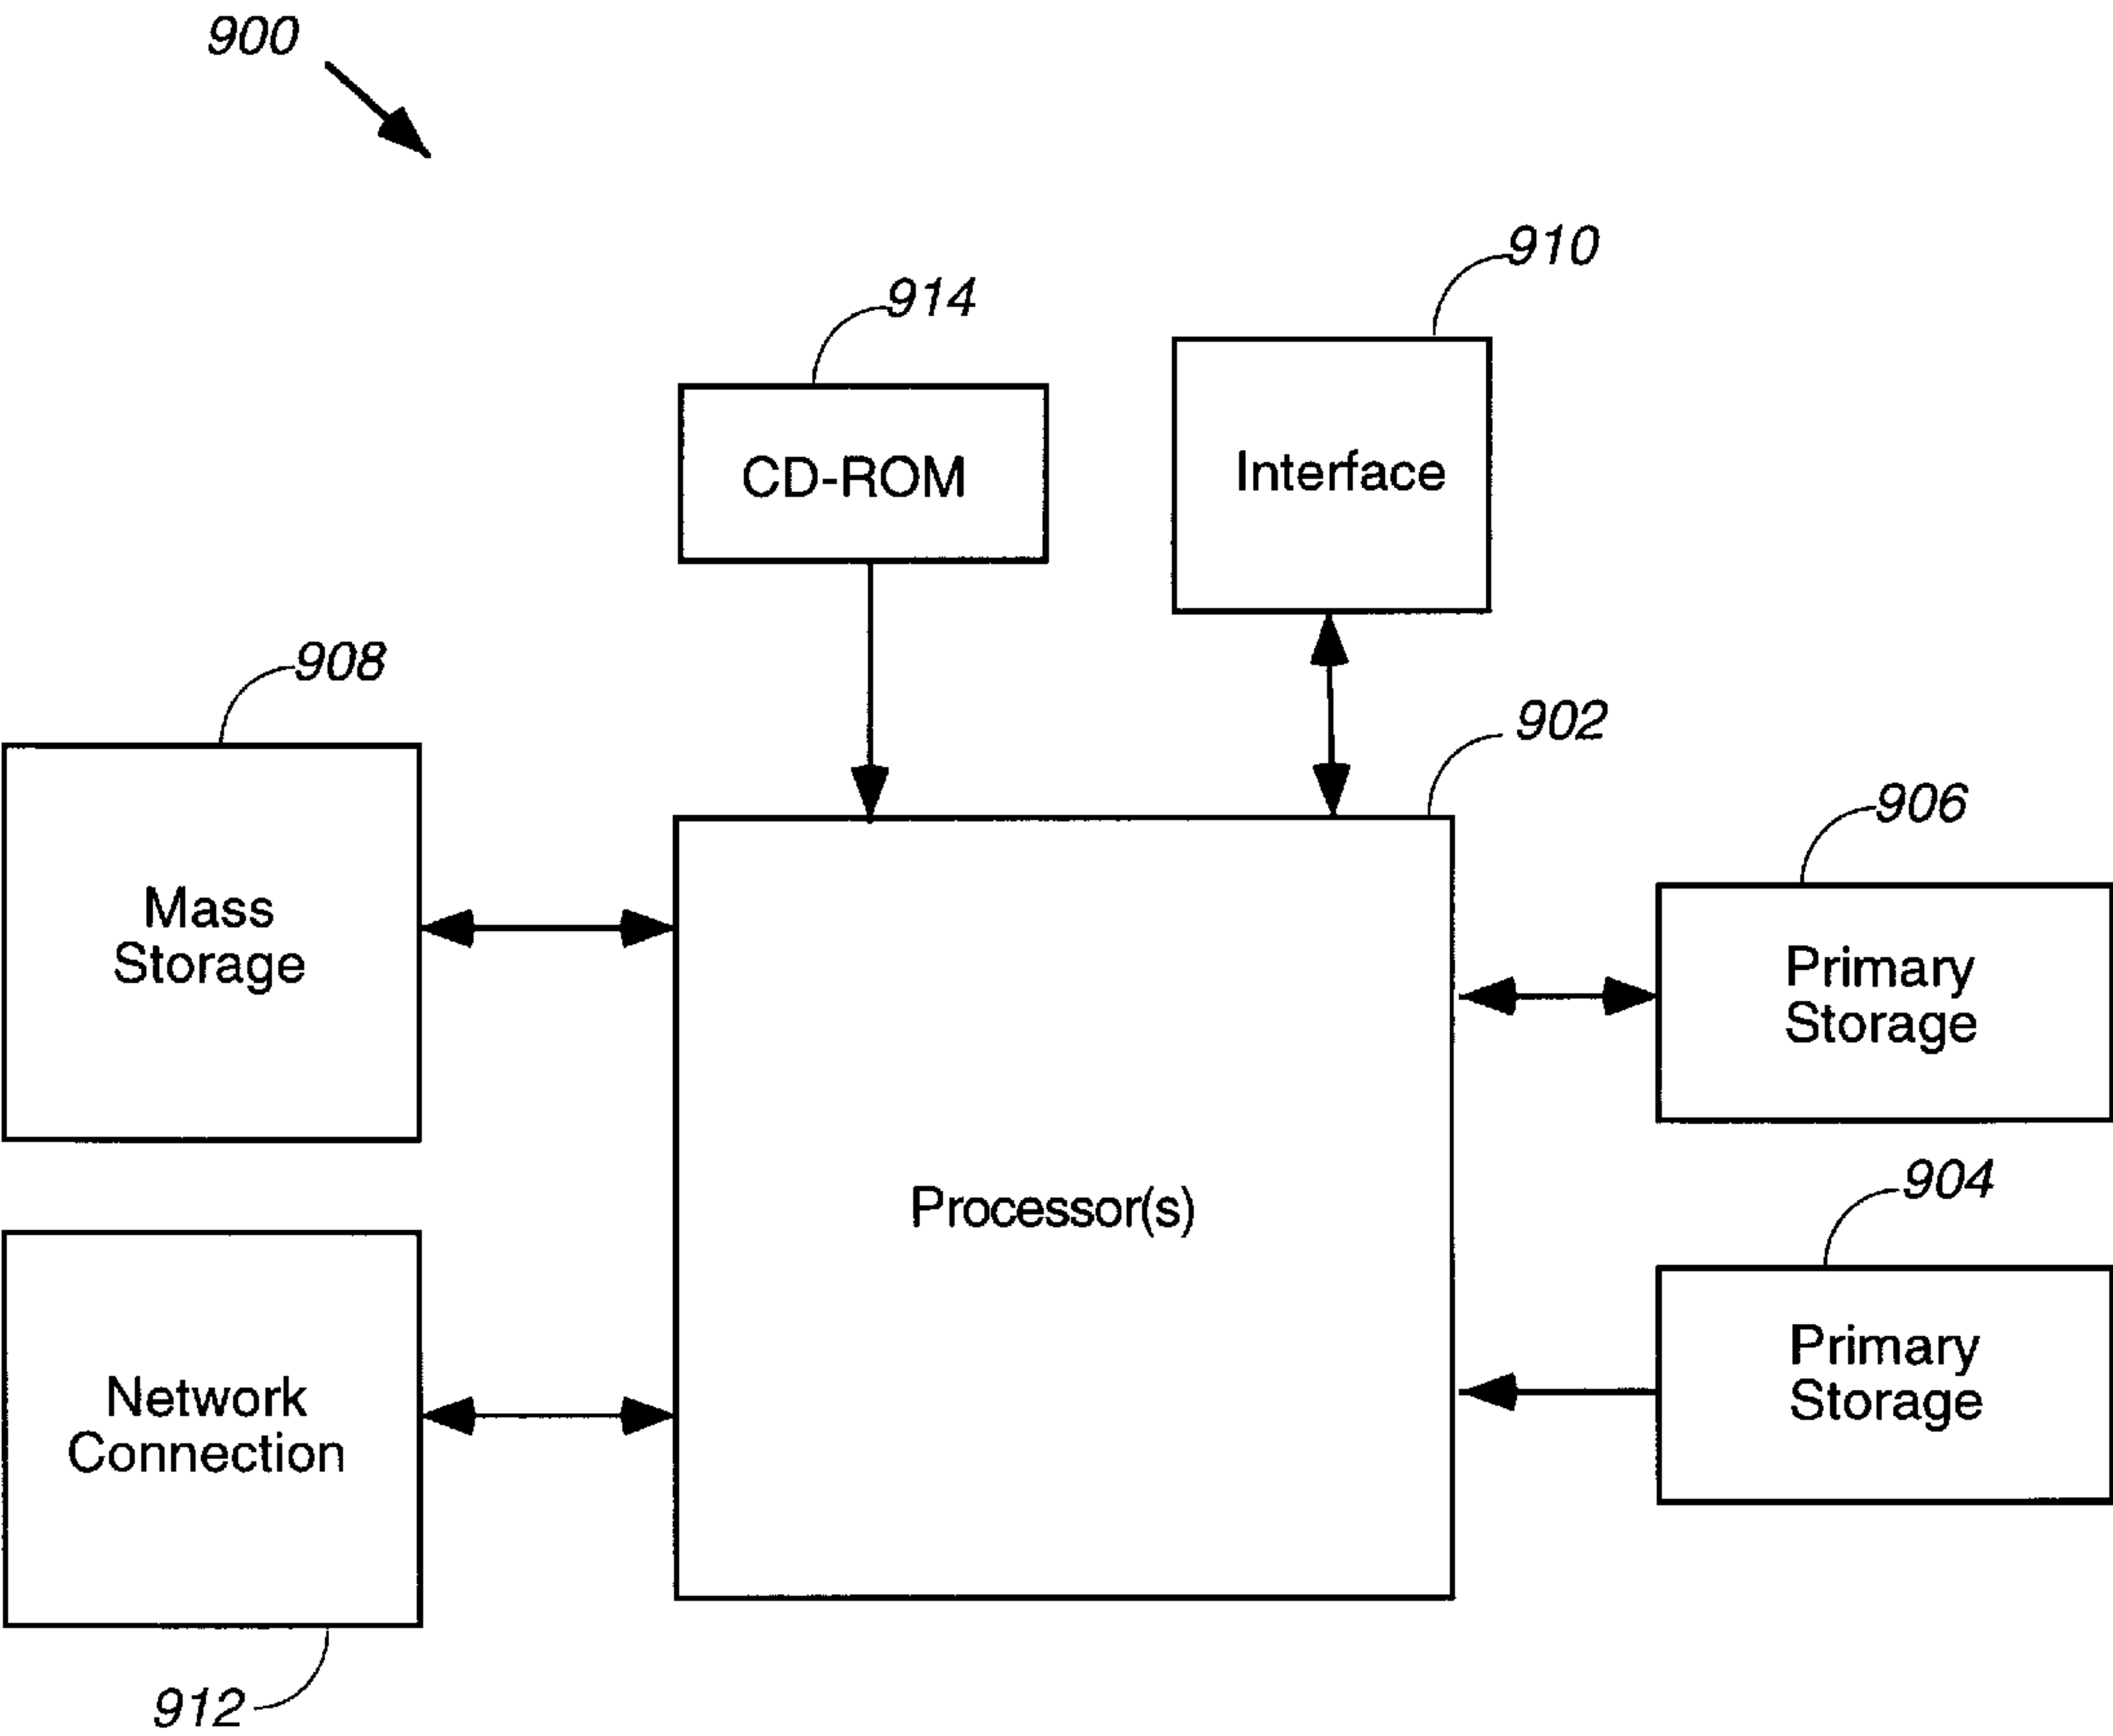 900
910
914
CD-ROM
Interface
908
902
906
Mass
Storage
Primary
Storage
904
Processor(s)
Primary
Storage
Network
Connection
912